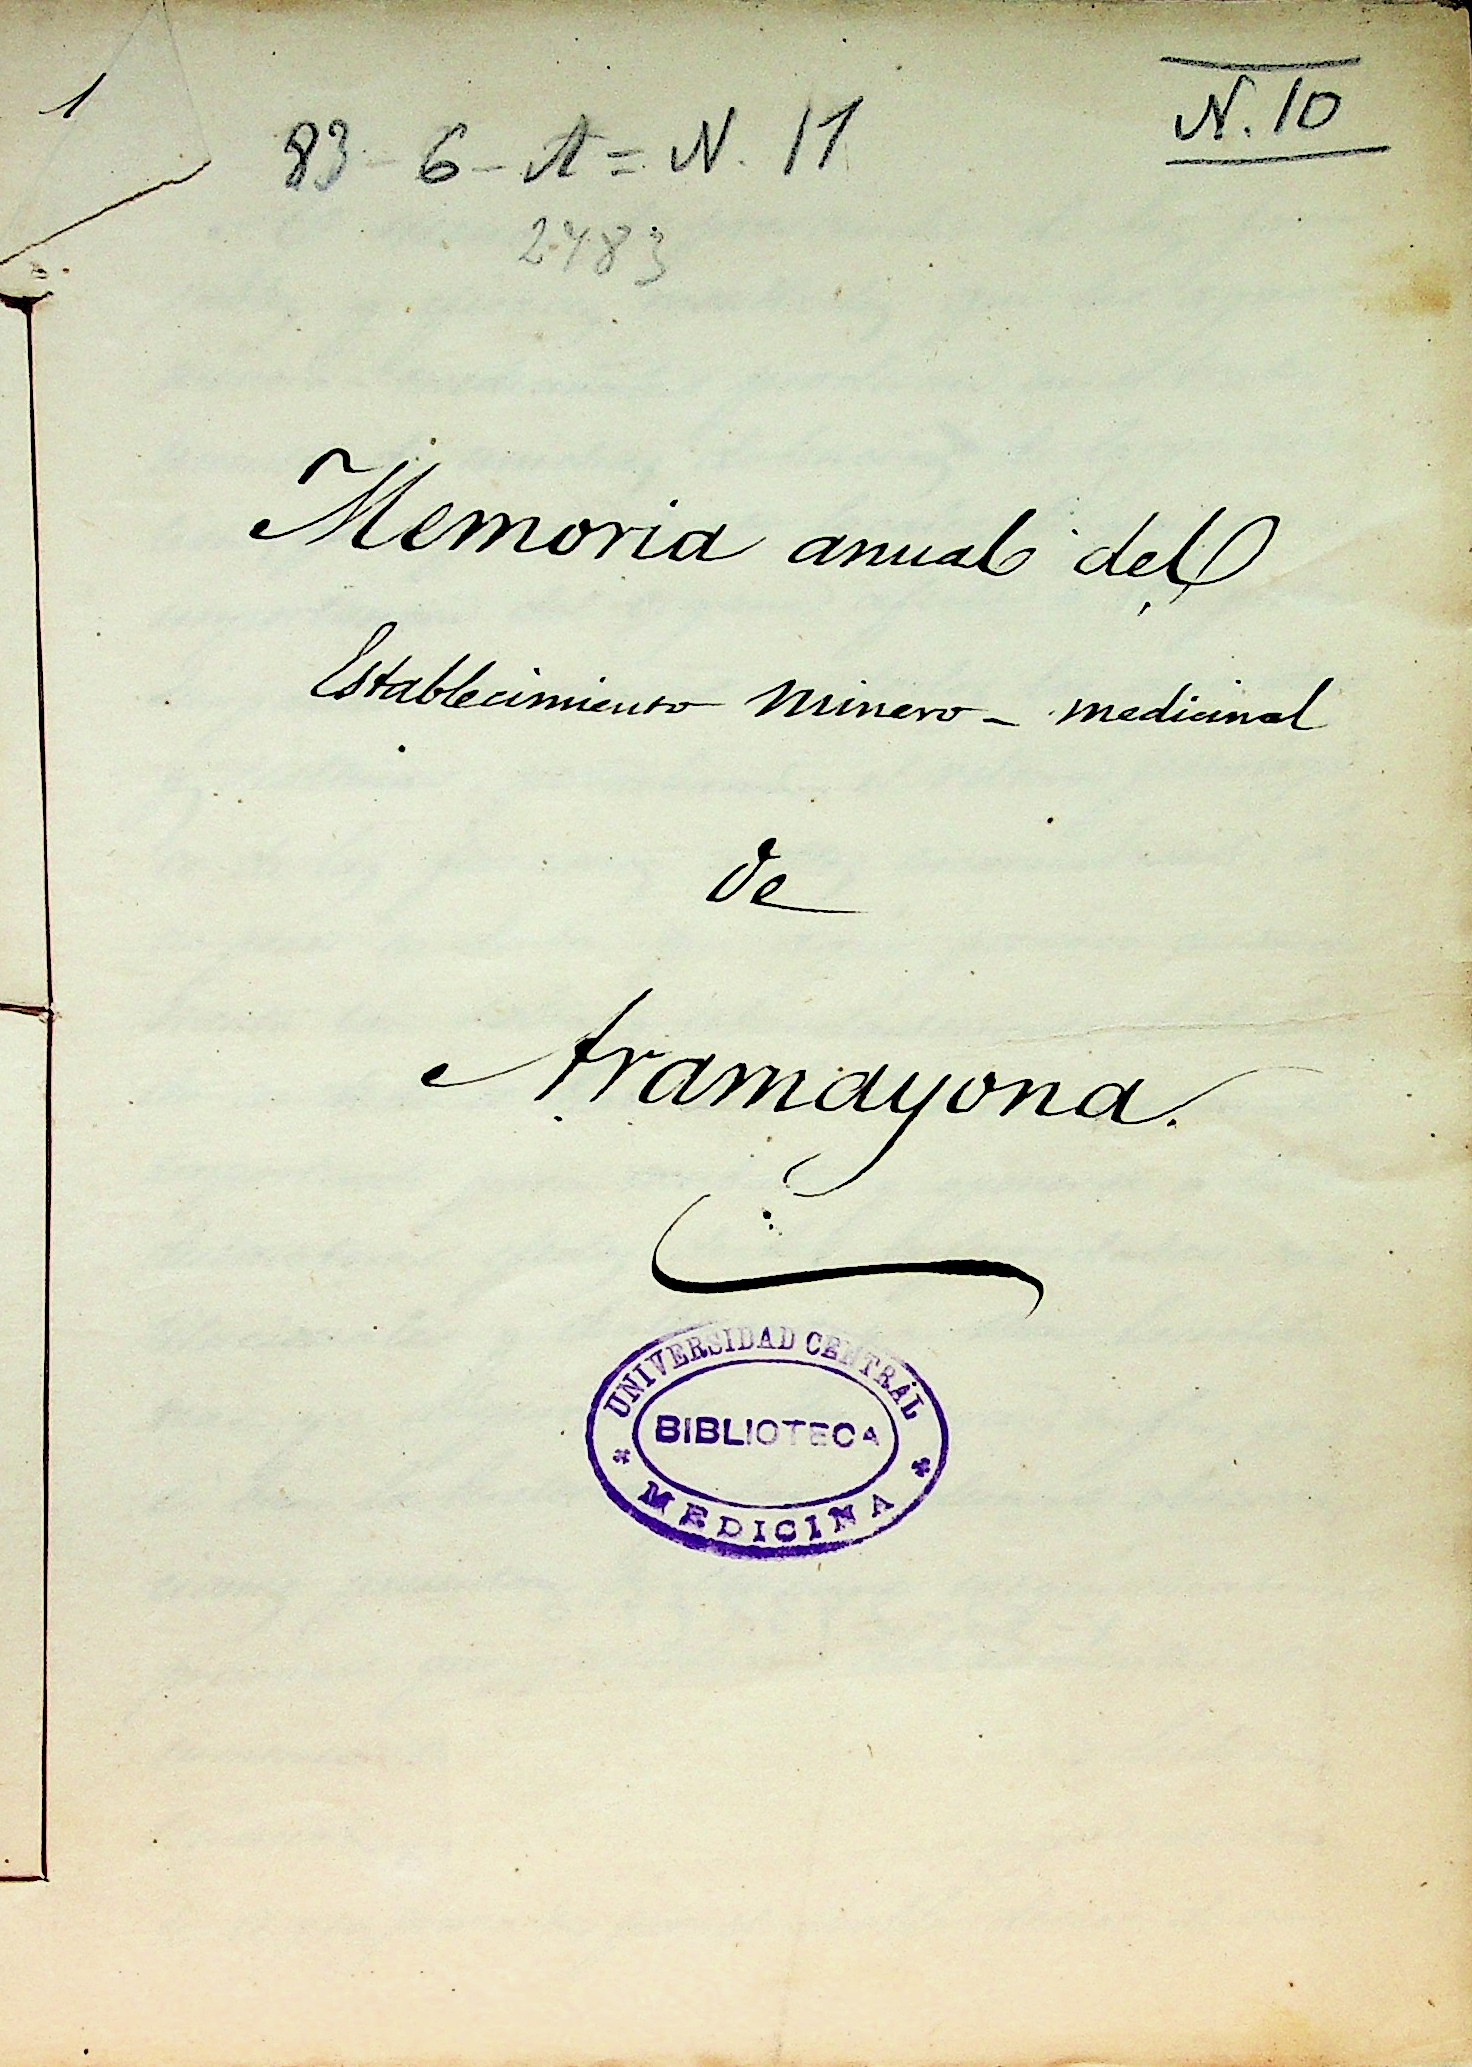 1
N. 10
83-6-A=N. 11
2483
Memoria anual del
Establecimiento minero-medicinal
de
Aramayona.
UNIVERSIDAD CENTRAL
BIBLIOTECA
MEDICINA